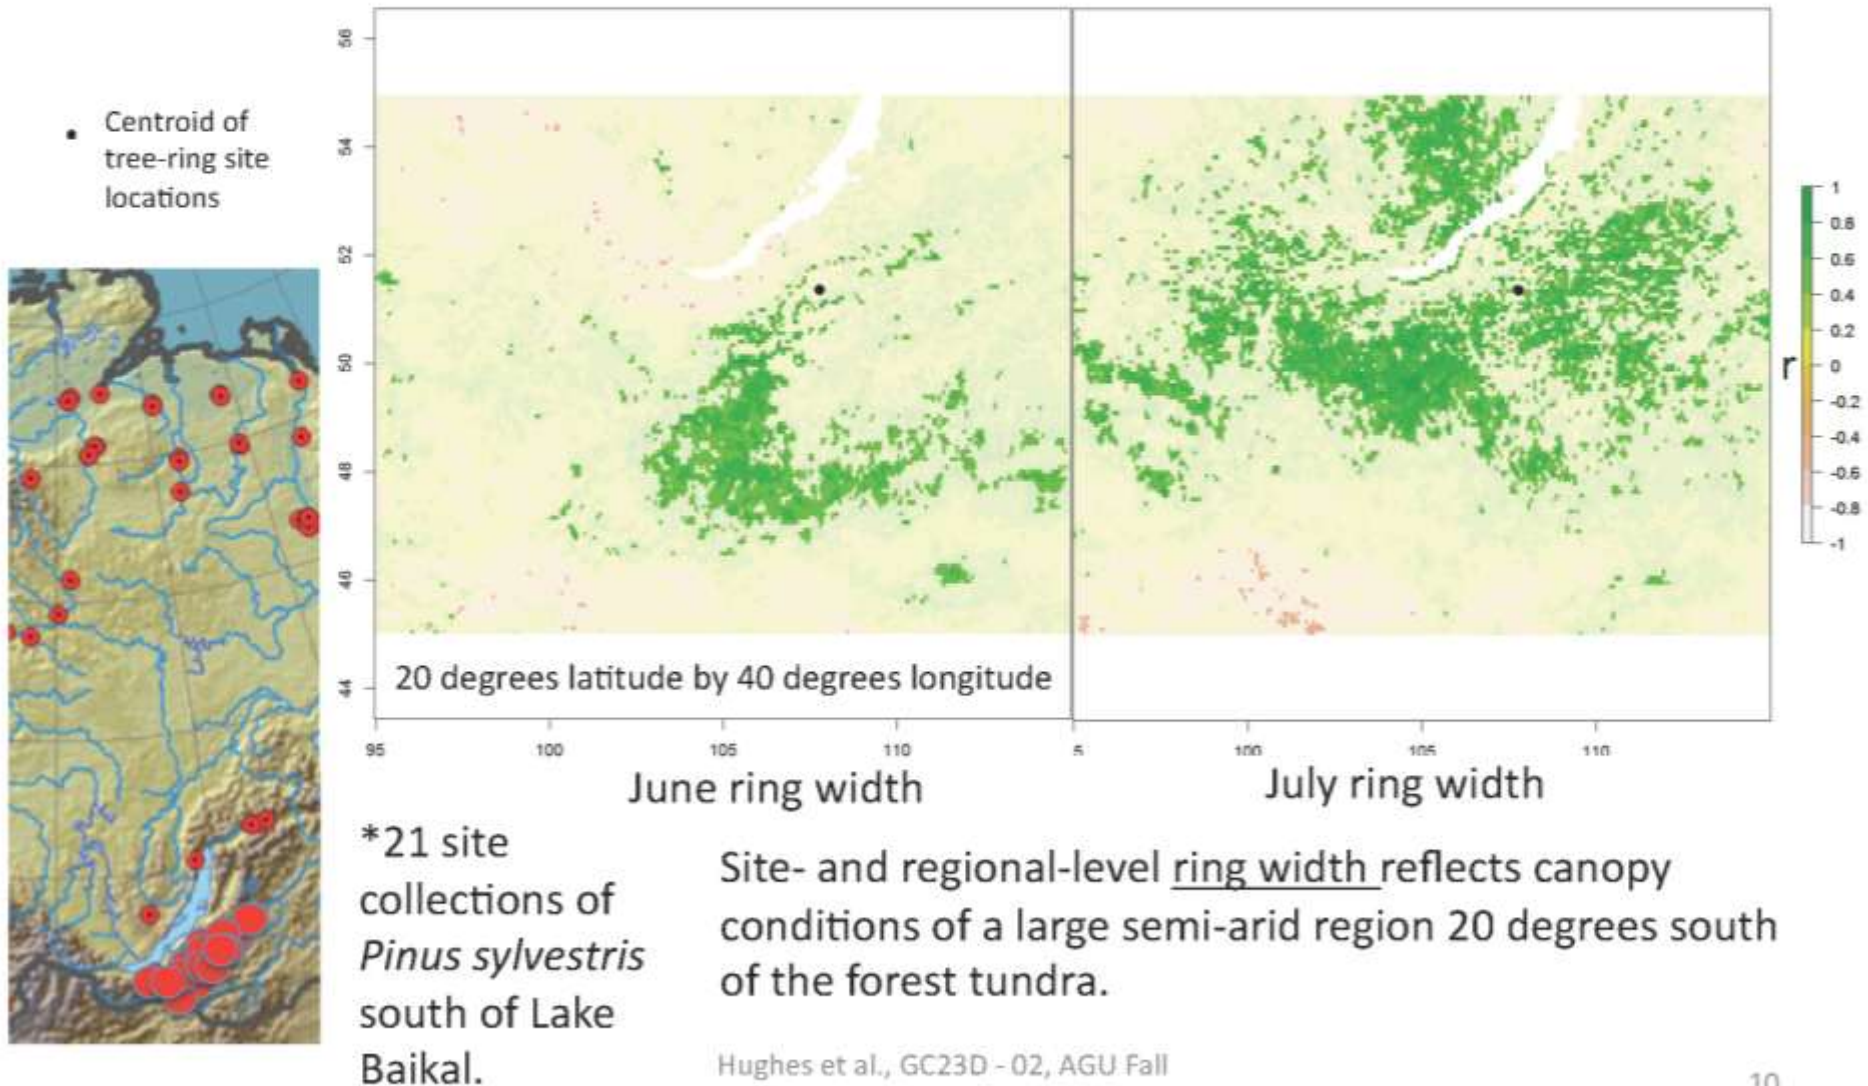 Centroid of
tree-ring site
locations
56
54
52
50
48
46
44
20 degrees latitude by 40 degrees longitude
95
100
105
110
5
100
105
110
1
0.8
0.6
0.4
0.2
0
-0.2
-0.4
-0.6
-0.8
-1
r
June ring width
July ring width
*21 site
collections of
Pinus sylvestris
south of Lake
Baikal.
Site- and regional-level ring width reflects canopy
conditions of a large semi-arid region 20 degrees south
of the forest tundra.
Hughes et al., GC23D - 02, AGU Fall
10